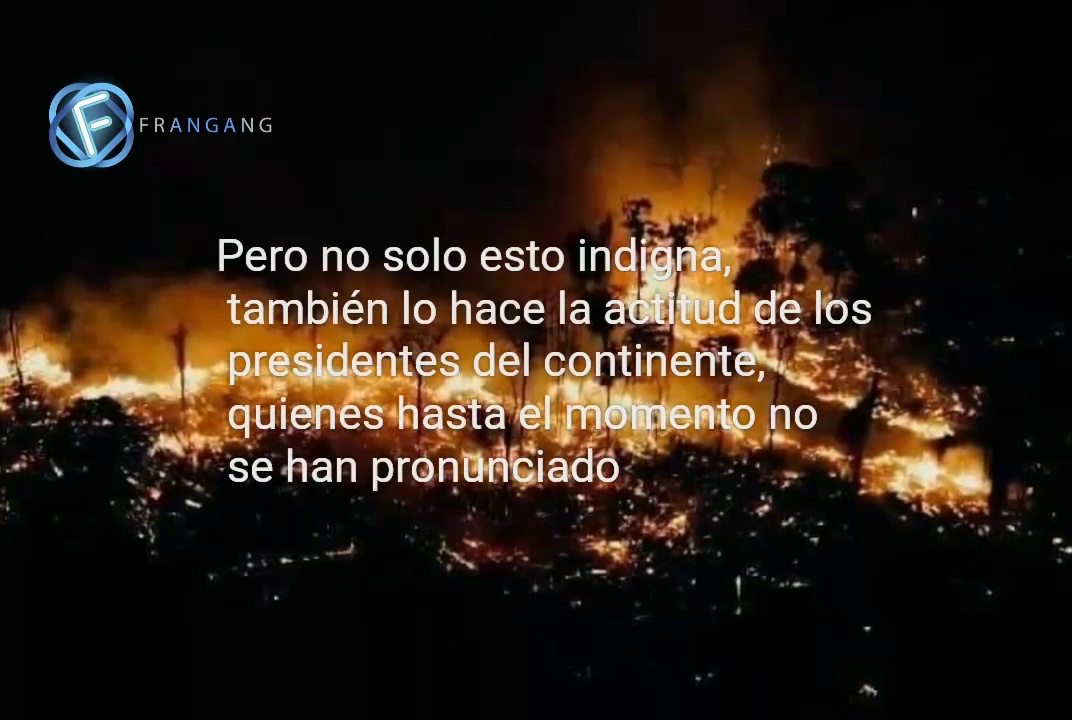 FRANGANG
Pero no solo esto indigna,
también lo hace la actitud de los
presidentes del continente,
quienes hasta el momento no
se han pronunciado